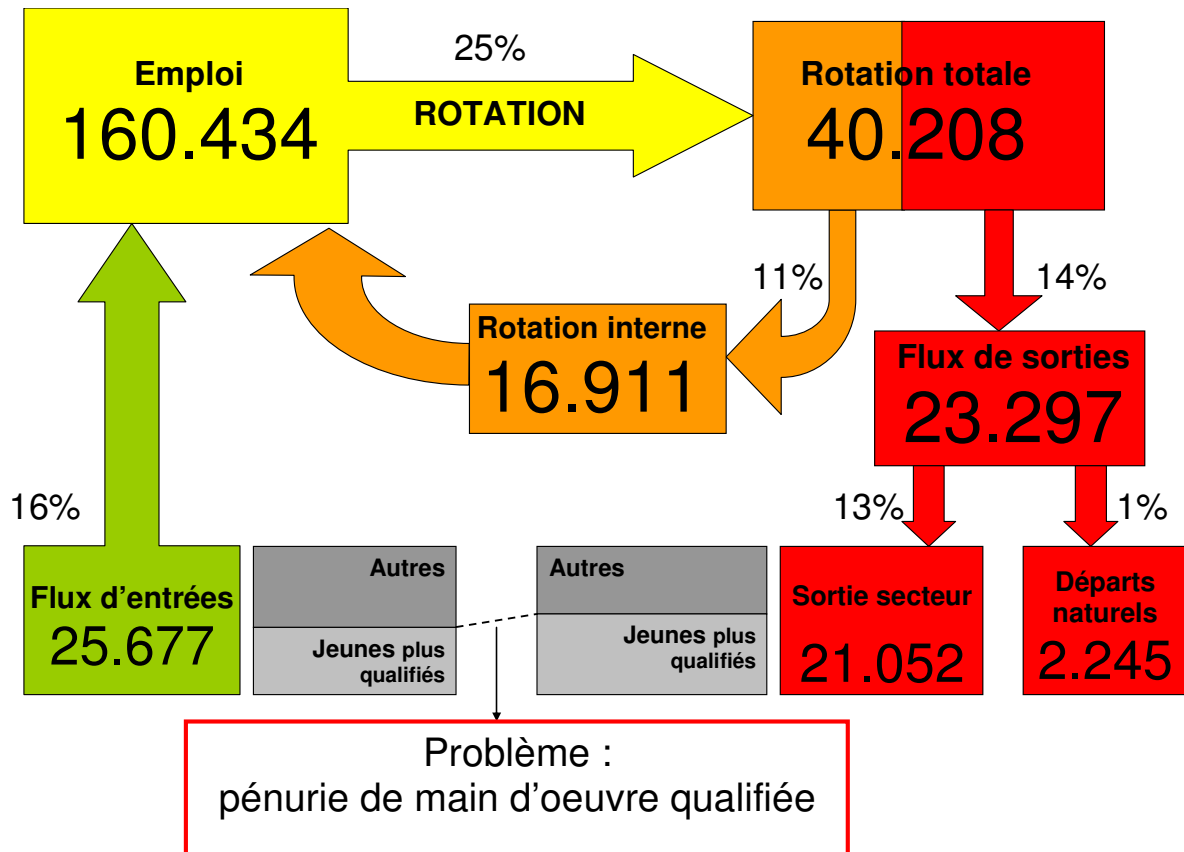 Emploi
160.434
25%
ROTATION
Rotation totale
40.208
11%
14%
Rotation interne
16.911
Flux de sorties
23.297
16%
13%
1%
Flux d'entrées
25.677
Autres
Jeunes plus
qualifiés
Autres
Jeunes plus
qualifiés
Sortie secteur
21.052
Départs
naturels
2.245
Problème :
pénurie de main d'oeuvre qualifiée